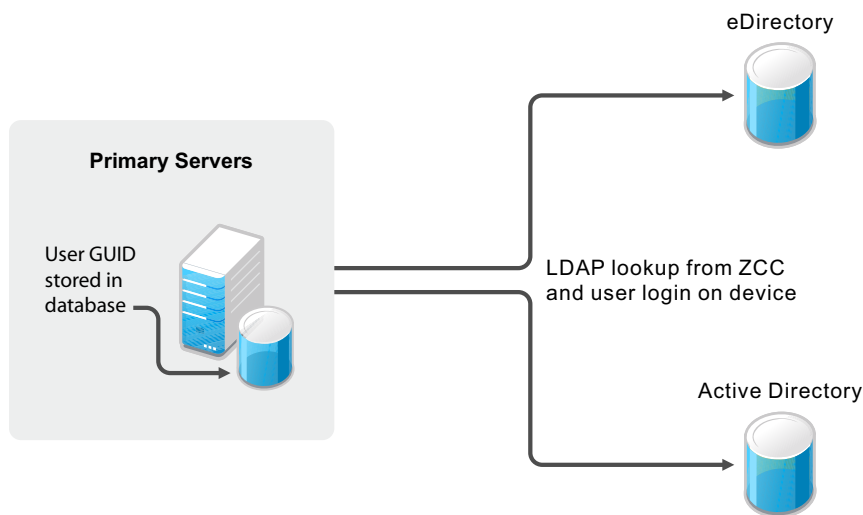 eDirectory
Primary Servers
User GUID
stored in
database
LDAP lookup from ZCC
and user login on device
Active Directory